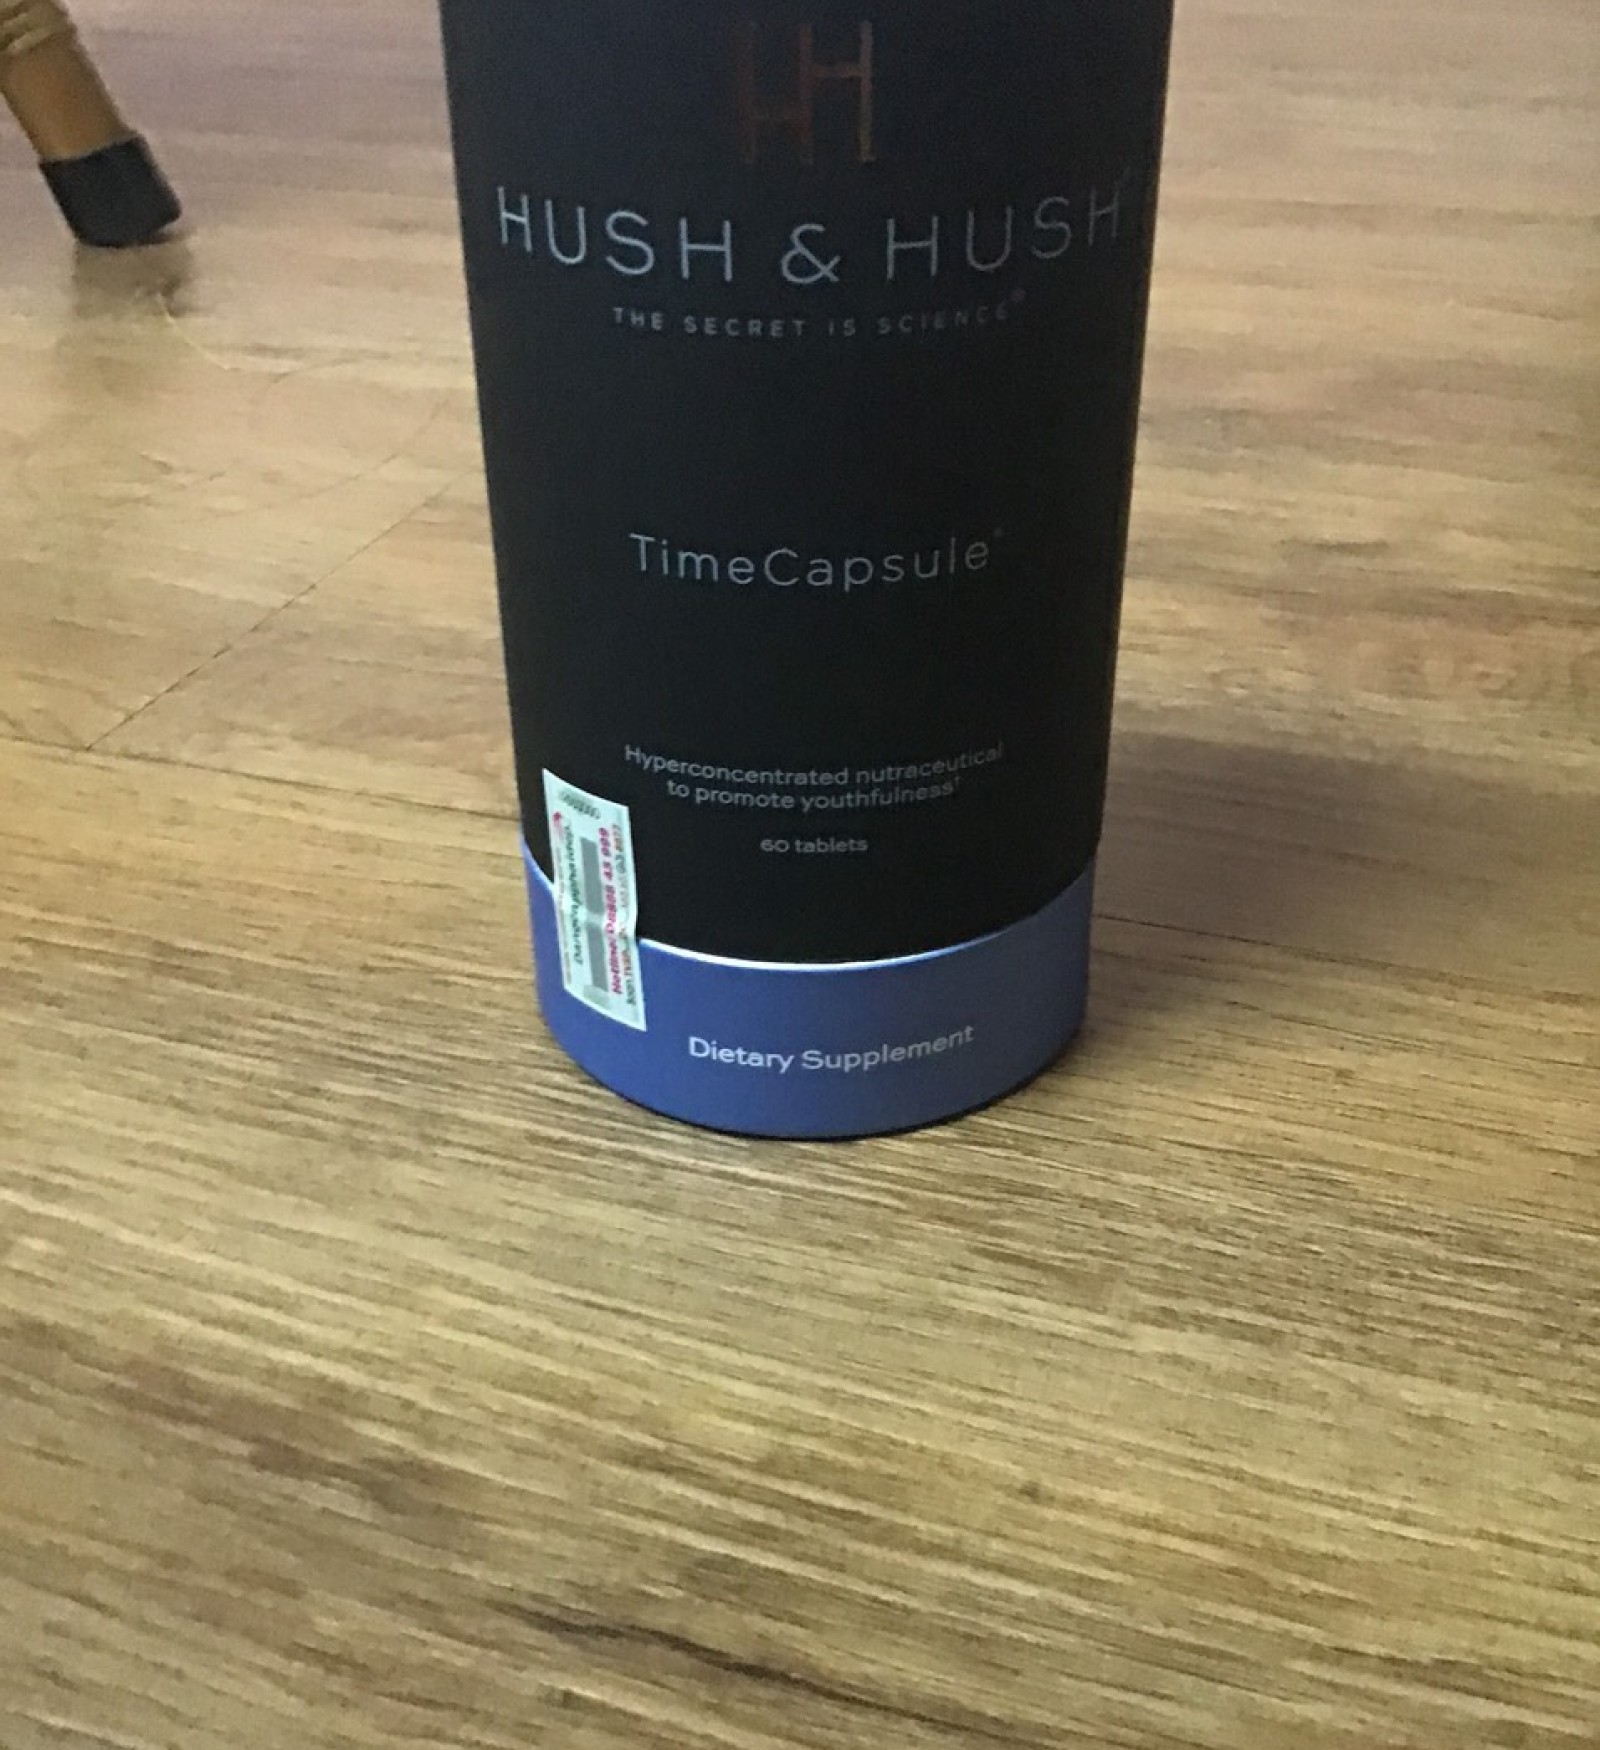 HH
HUSH & HUSH
THE SECRET IS SCIENCE®
TimeCapsule®
Hyperconcentrated nutraceutical
to promote youthfulness†
60 tablets
Dietary Supplement